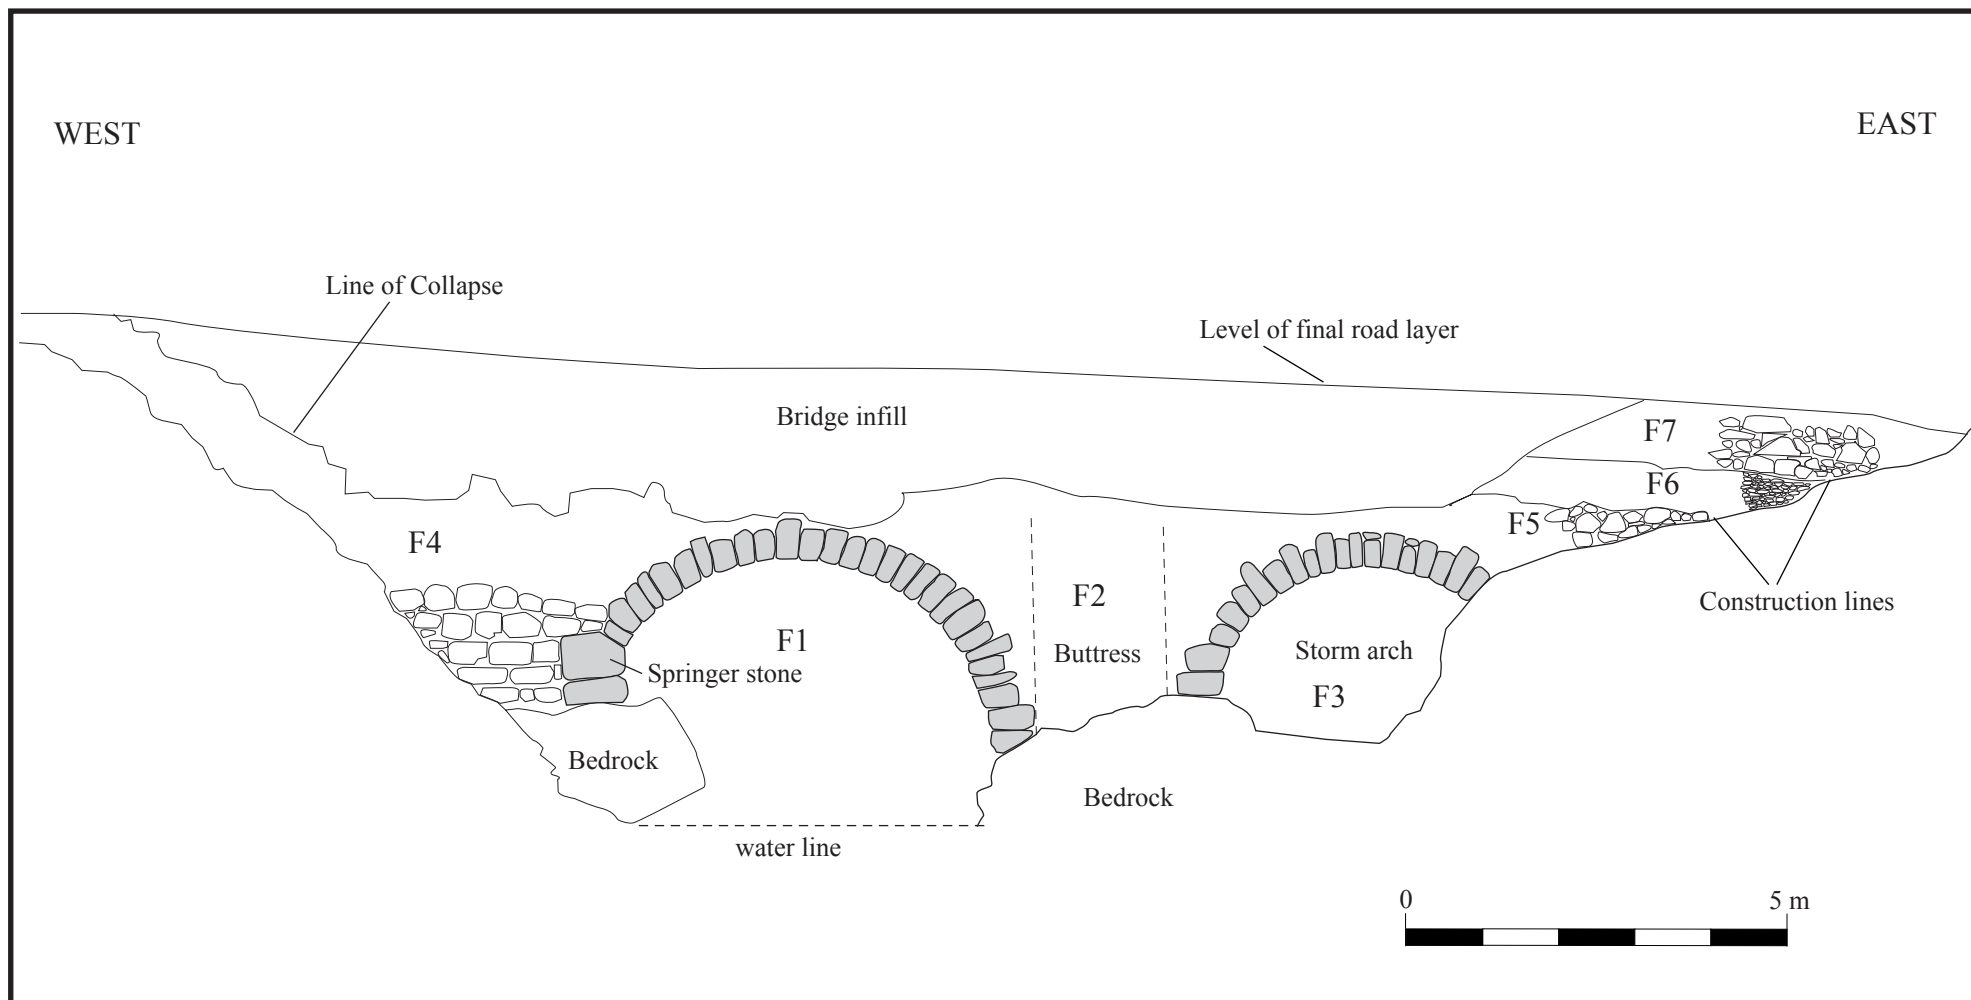 WEST
EAST
Line of Collapse
Level of final road layer
Bridge infill
F7
F6
F5
F4
F2
Construction lines
F1
Buttress
Storm arch
Springer stone
F3
Bedrock
Bedrock
water line
0
5 m